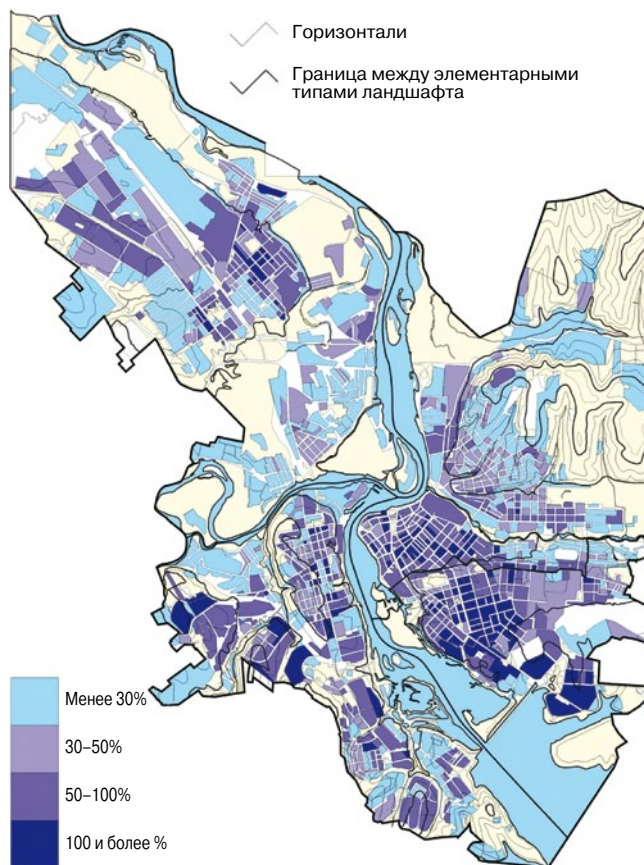 Горизонтали
Граница между элементарными
типами ландшафта
Менее 30%
30–50%
50–100%
100 и более %